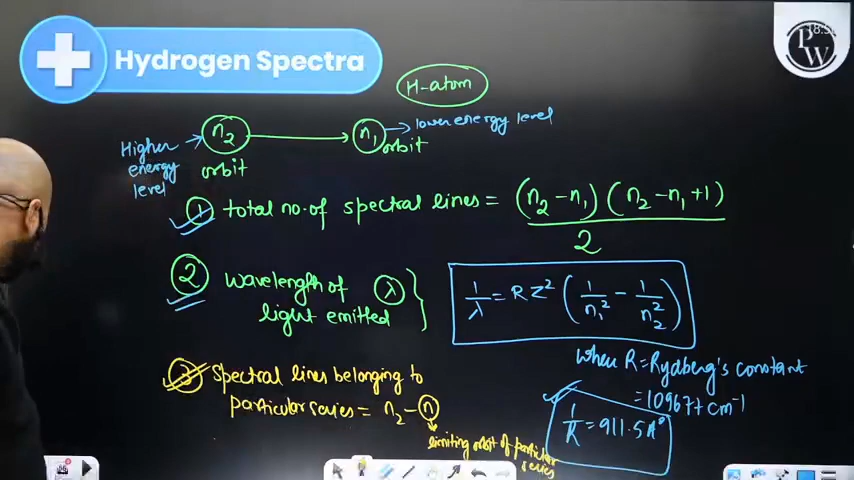 Hydrogen Spectra
H-atom
PW
n₂ → n₁ → lower energy level
orbit orbit
Higher
energy
level
① total no. of spectral lines = (n₂ - n₁) (n₂ - n₁ + 1)
2
② wavelength of λ
light emitted
1/λ = R Z² (1/n₁² - 1/n₂²)
when R = Rydberg's constant
= 109677 cm⁻¹
1/R = 911.5 A°
③ Spectral lines belonging to
particular series = n₂ - n
limiting orbit of particular
series